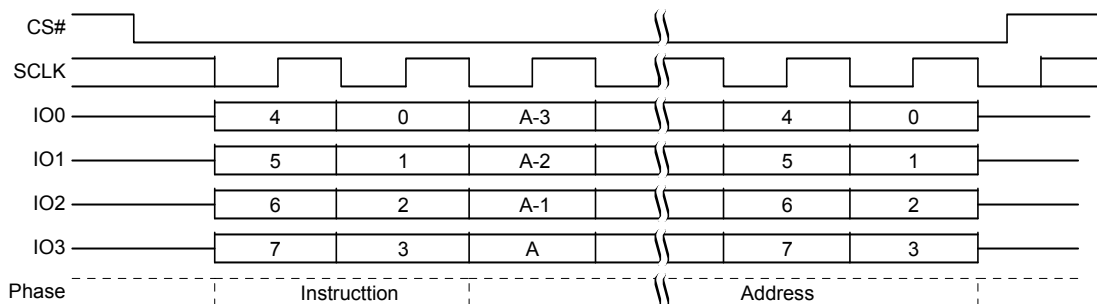 CS#
SCLK
IO0 4 0 A-3 4 0
IO1 5 1 A-2 5 1
IO2 6 2 A-1 6 2
IO3 7 3 A 7 3
Phase Instructtion Address